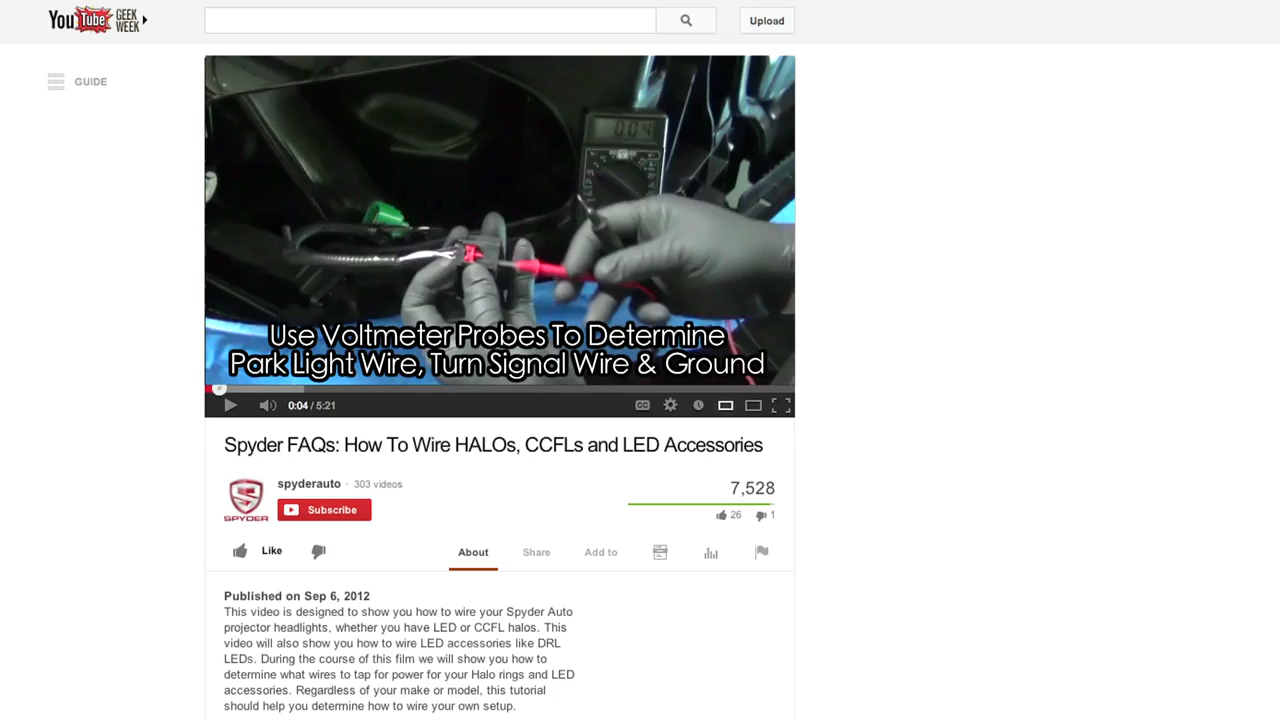 You Tube GEEK WEEK
Upload
GUIDE
0.04
Use Voltmeter Probes To Determine
Park Light Wire, Turn Signal Wire & Ground
CC
0:04 / 5:21
Spyder FAQs: How To Wire HALOs, CCFLs and LED Accessories
spyderauto · 303 videos
SPYDER
Subscribe
7,528
26 1
Like
About Share Add to
Published on Sep 6, 2012
This video is designed to show you how to wire your Spyder Auto
projector headlights, whether you have LED or CCFL halos. This
video will also show you how to wire LED accessories like DRL
LEDs. During the course of this film we will show you how to
determine what wires to tap for power for your Halo rings and LED
accessories. Regardless of your make or model, this tutorial
should help you determine how to wire your own setup.